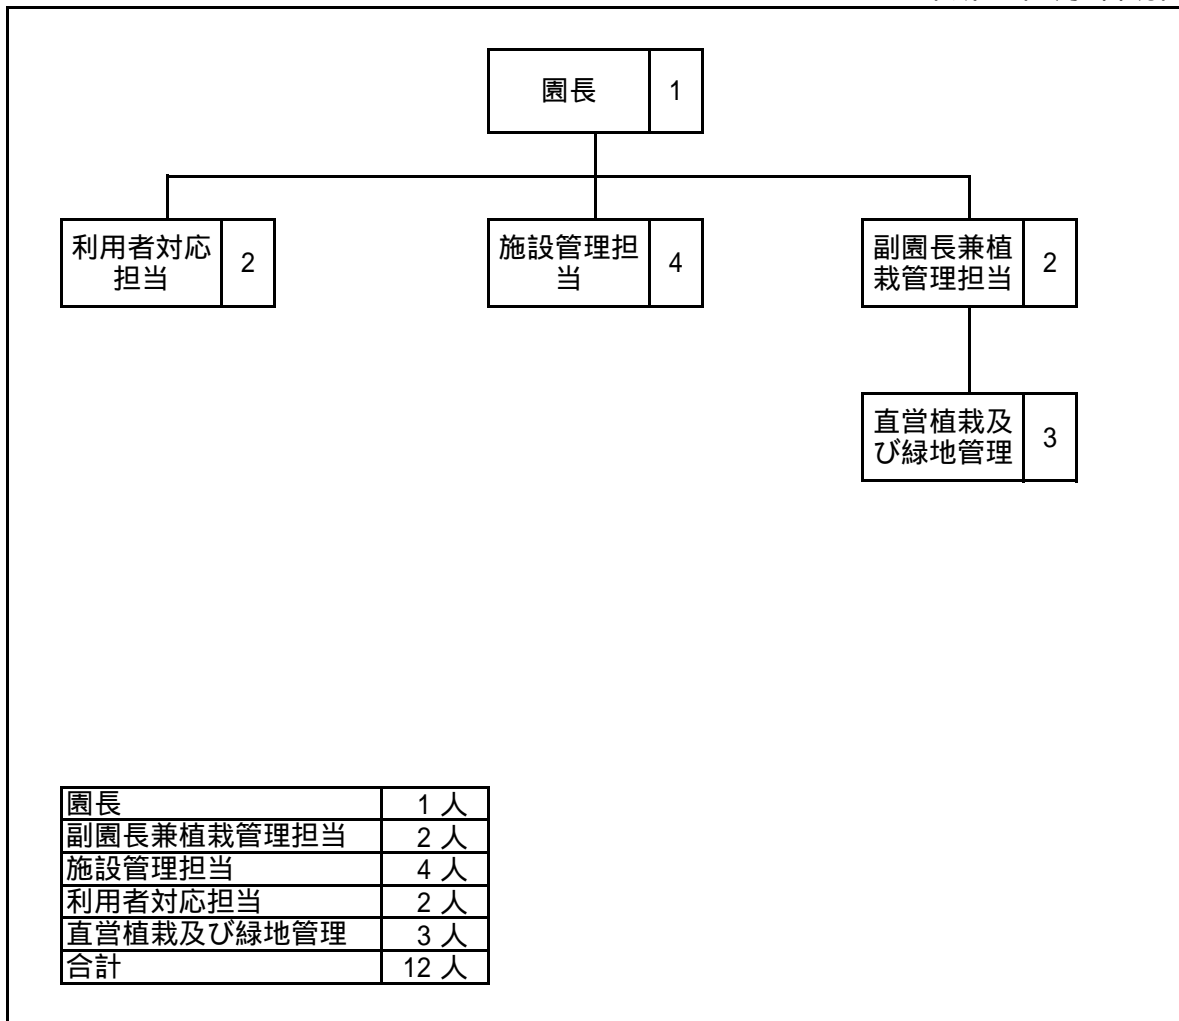 園長 1
利用者対応
担当
2
施設管理担
当
4
副園長兼植
栽管理担当
2
直営植栽及
び緑地管理
3
園長 1 人
副園長兼植栽管理担当 2 人
施設管理担当 4 人
利用者対応担当 2 人
直営植栽及び緑地管理 3 人
合計 12 人